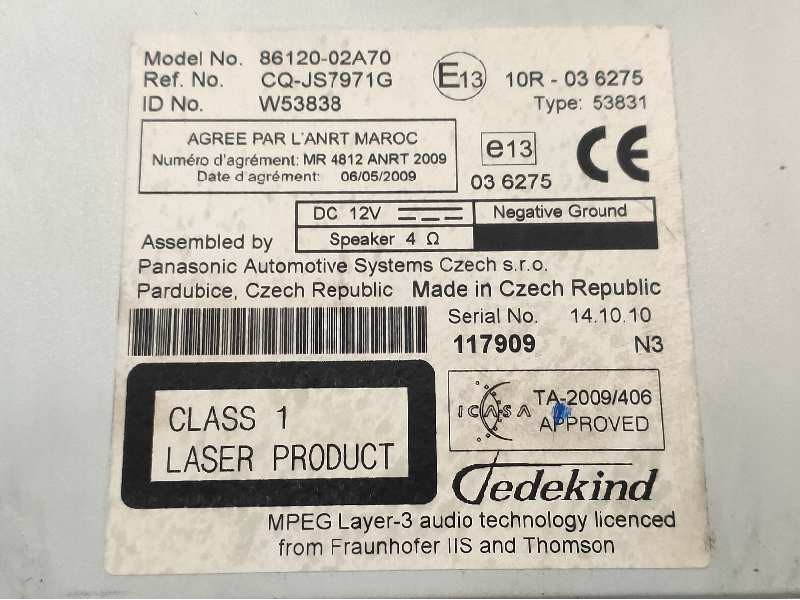 Model No. 86120-02A70
Ref. No. CQ-JS7971G
ID No. W53838
E13 10R - 03 6275
Type: 53831
AGREE PAR L'ANRT MAROC
Numéro d'agrément: MR 4812 ANRT 2009
Date d'agrément: 06/05/2009
e13
03 6275
CE
DC 12V
Negative Ground
Speaker 4 Ω
Assembled by
Panasonic Automotive Systems Czech s.r.o.
Pardubice, Czech Republic Made in Czech Republic
Serial No. 14.10.10
117909 N3
CLASS 1
LASER PRODUCT
ICASA
TA-2009/406
APPROVED
Tedekind
MPEG Layer-3 audio technology licenced
from Fraunhofer IIS and Thomson